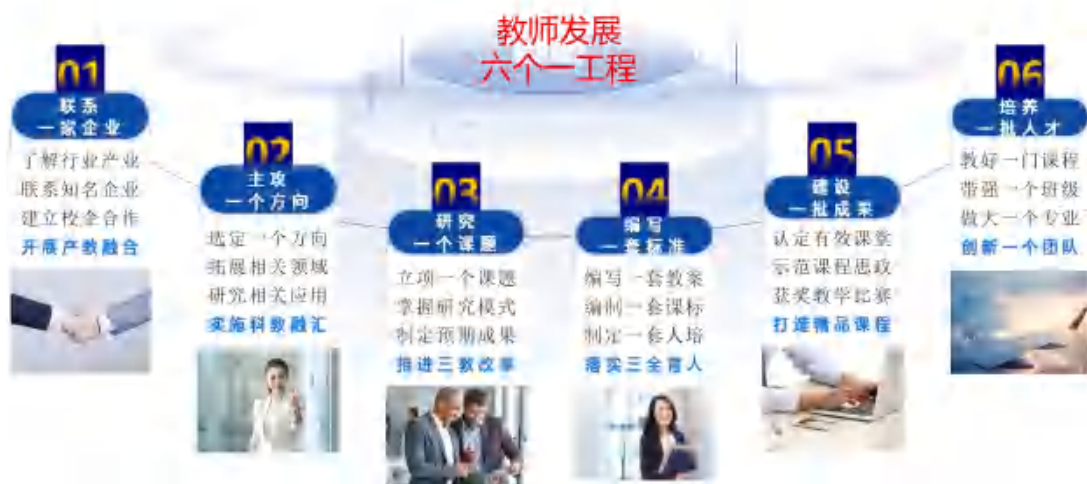 教师发展
六个一工程
01
联系
一家企业
了解行业产业
联系知名企业
建立校企合作
开展产教融合
02
主攻
一个方向
选定一个方向
拓展相关领域
研究相关应用
实施科教融汇
03
研究
一个课题
立项一个课题
掌握研究模式
制定预期成果
推进三教改革
04
编写
一套标准
编写一套教案
编制一套课标
制定一套人培
落实三全育人
05
建设
一批成果
认定有效课堂
示范课程思政
获奖教学比赛
打造精品课程
06
培养
一批人才
教好一门课程
带强一个班级
做大一个专业
创新一个团队